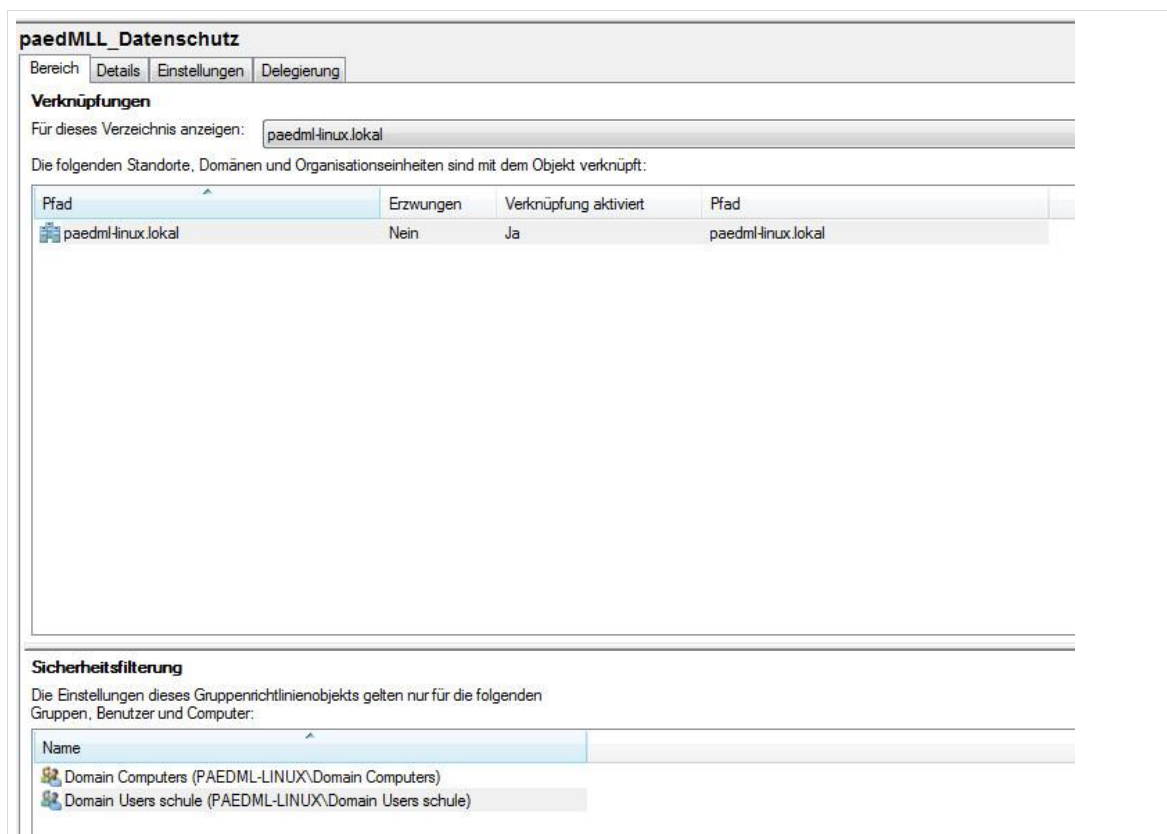 paedMLL_Datenschutz
Bereich Details Einstellungen Delegierung
Verknüpfungen
Für dieses Verzeichnis anzeigen: paedml-linux.lokal
Die folgenden Standorte, Domänen und Organisationseinheiten sind mit dem Objekt verknüpft:
Pfad Erzwungen Verknüpfung aktiviert Pfad
paedml-linux.lokal Nein Ja paedml-linux.lokal
Sicherheitsfilterung
Die Einstellungen dieses Gruppenrichtlinienobjekts gelten nur für die folgenden
Gruppen, Benutzer und Computer:
Name
Domain Computers (PAEDML-LINUX\Domain Computers)
Domain Users schule (PAEDML-LINUX\Domain Users schule)